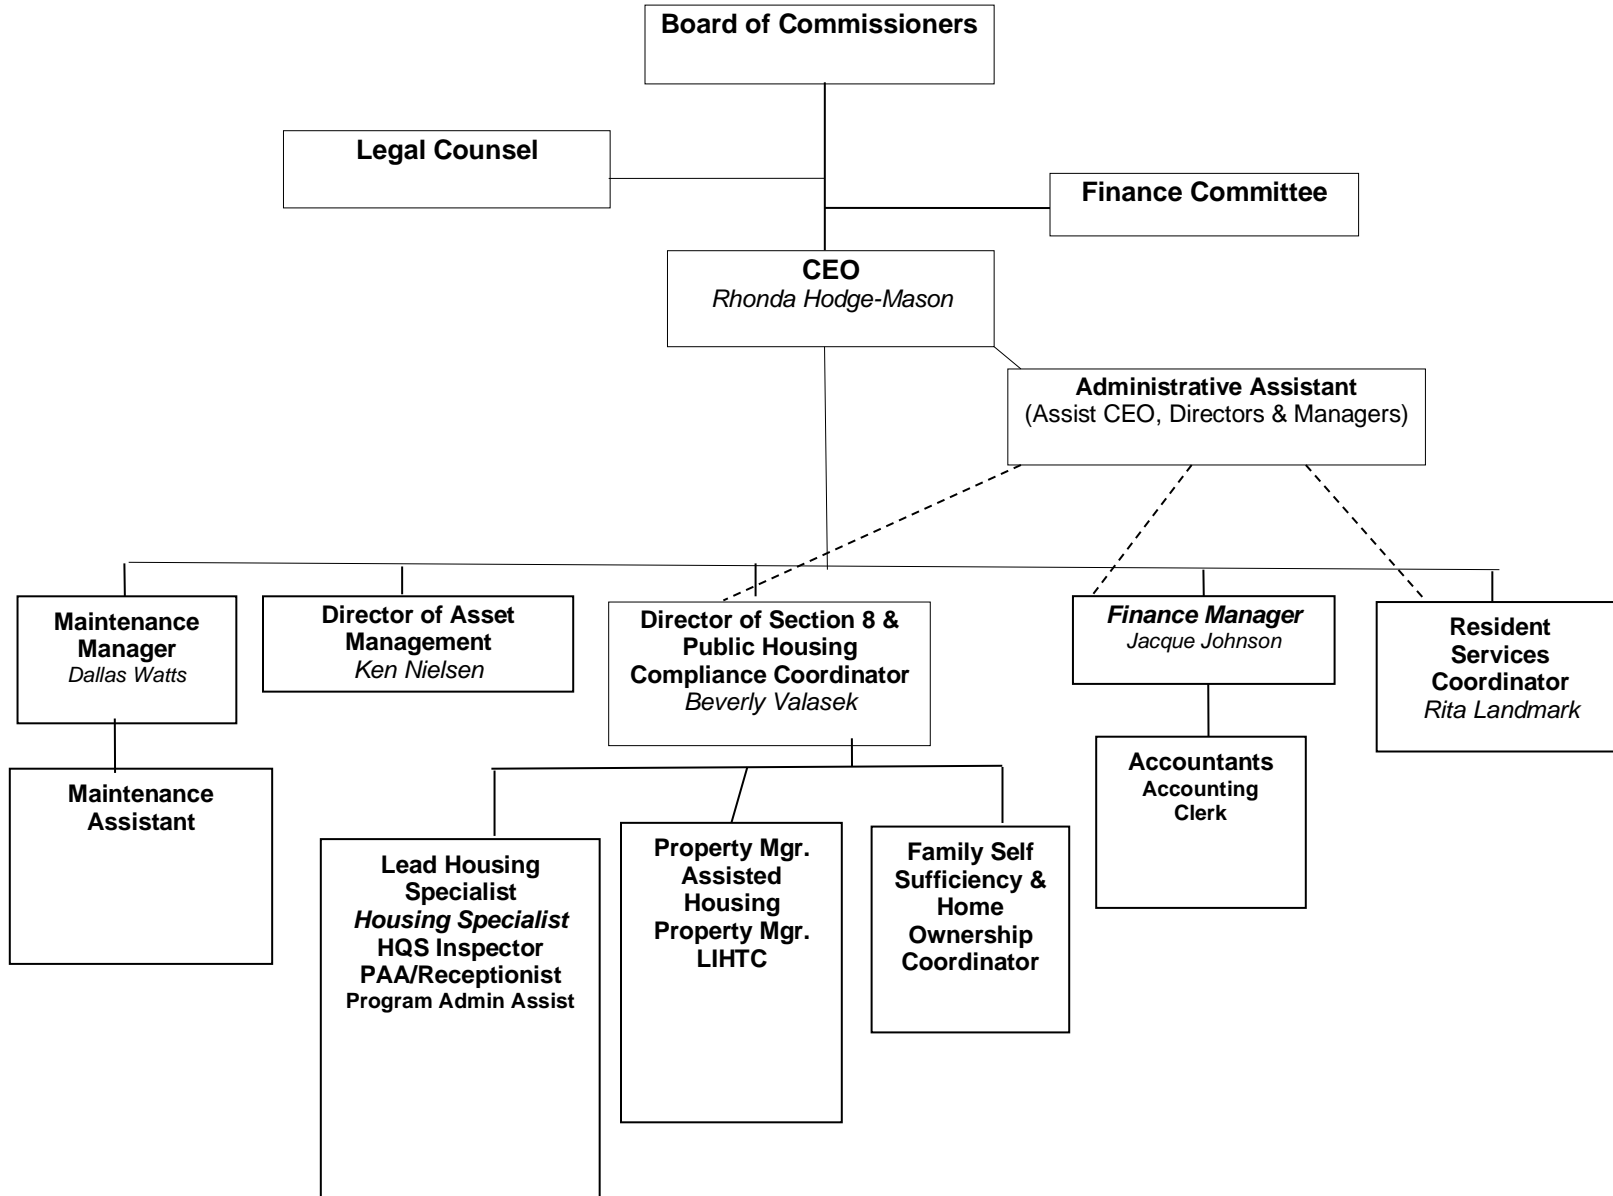 Board of Commissioners
Legal Counsel
Finance Committee
CEO
Rhonda Hodge-Mason
Administrative Assistant
(Assist CEO, Directors & Managers)
Maintenance
Manager
Dallas Watts
Director of Asset
Management
Ken Nielsen
Director of Section 8 &
Public Housing
Compliance Coordinator
Beverly Valasek
Finance Manager
Jacque Johnson
Resident
Services
Coordinator
Rita Landmark
Maintenance
Assistant
Lead Housing
Specialist
Housing Specialist
HQS Inspector
PAA/Receptionist
Program Admin Assist
Property Mgr.
Assisted
Housing
Property Mgr.
LIHTC
Family Self
Sufficiency &
Home
Ownership
Coordinator
Accountants
Accounting
Clerk